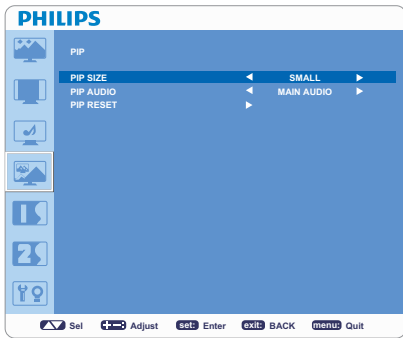 PHILIPS
PIP
PIP SIZE SMALL
PIP AUDIO MAIN AUDIO
PIP RESET
Sel Adjust set: Enter exit: BACK menu: Quit